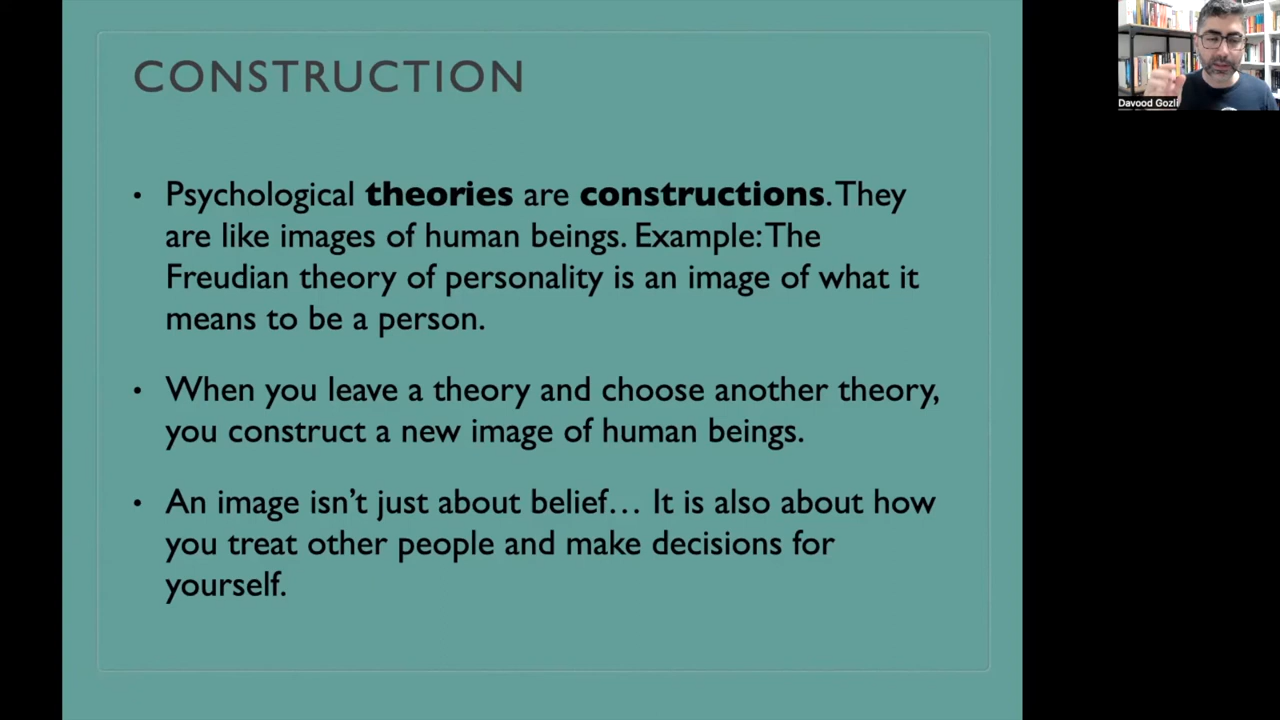 CONSTRUCTION
• Psychological theories are constructions. They
are like images of human beings. Example: The
Freudian theory of personality is an image of what it
means to be a person.
• When you leave a theory and choose another theory,
you construct a new image of human beings.
• An image isn't just about belief… It is also about how
you treat other people and make decisions for
yourself.
Davood Gozli